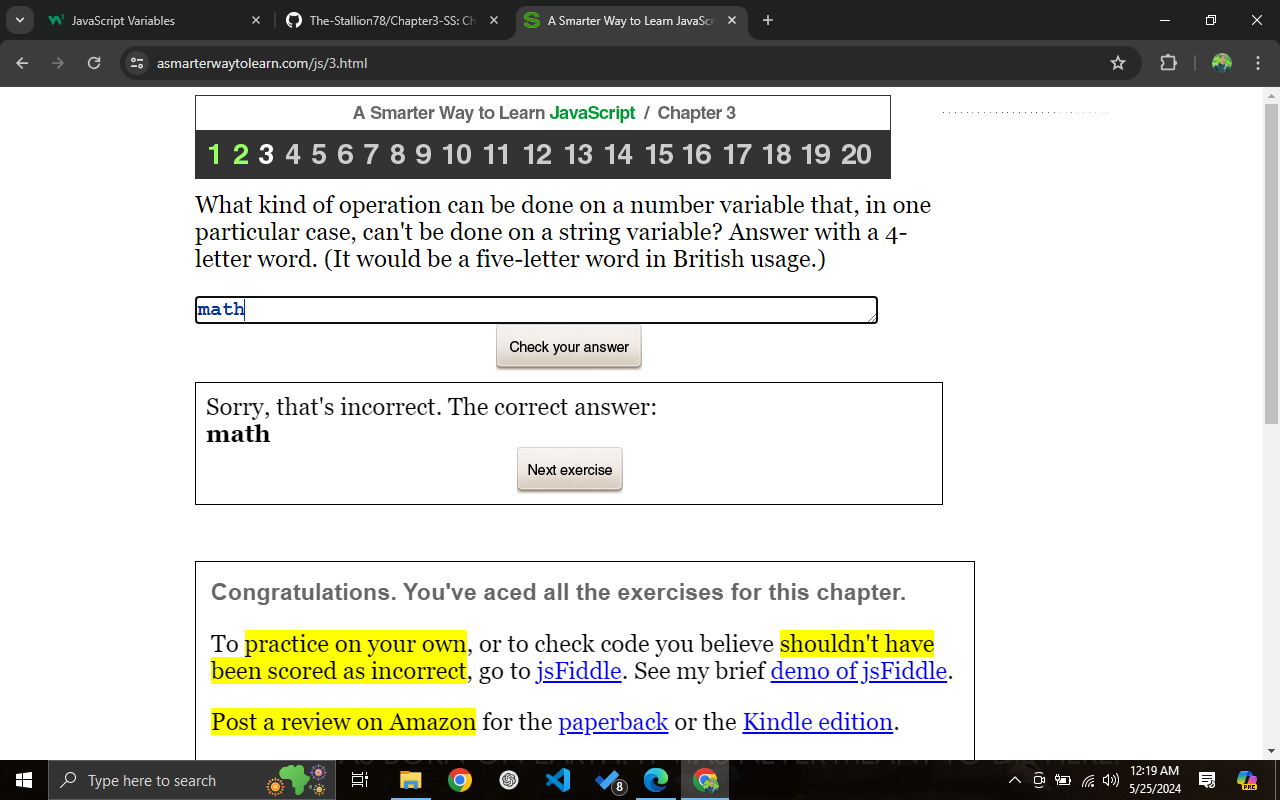 JavaScript Variables
The-Stallion78/Chapter3-SS: Ch
A Smarter Way to Learn JavaScr
asmarterwaytolearn.com/js/3.html
A Smarter Way to Learn JavaScript / Chapter 3
1 2 3 4 5 6 7 8 9 10 11 12 13 14 15 16 17 18 19 20
What kind of operation can be done on a number variable that, in one
particular case, can't be done on a string variable? Answer with a 4-
letter word. (It would be a five-letter word in British usage.)
math
Check your answer
Sorry, that's incorrect. The correct answer:
math
Next exercise
Congratulations. You've aced all the exercises for this chapter.
To practice on your own, or to check code you believe shouldn't have
been scored as incorrect, go to jsFiddle. See my brief demo of jsFiddle.
Post a review on Amazon for the paperback or the Kindle edition.
Type here to search
8
12:19 AM
5/25/2024
PRE